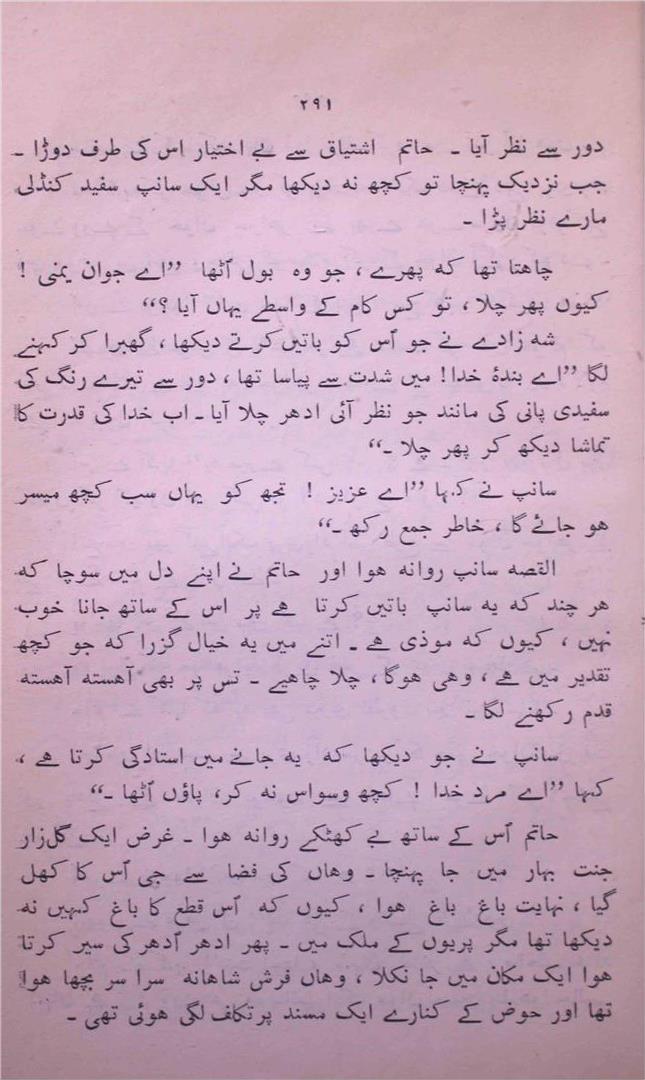 ۲۹۱
دور سے نظر آیا ۔ حاتم اشتیاق سے بے اختیار اس کی طرف دوڑا ۔
جب نزدیک پہنچا تو کچھ نہ دیکھا مگر ایک سانپ سفید کنڈلی
مارے نظر پڑا ۔
چاہتا تھا کہ پھرے ، جو وہ بول اُٹھا ”اے جوان یمنی !
کیوں پھر چلا ، تو کس کام کے واسطے یہاں آیا ؟“
شہ زادے نے جو اُس کو باتیں کرتے دیکھا ، گھبرا کر کہنے
لگا ”اے بندۂ خدا ! میں شدت سے پیاسا تھا ، دور سے تیرے رنگ کی
سفیدی پانی کی مانند جو نظر آئی ادھر چلا آیا ۔ اب خدا کی قدرت کا
تماشا دیکھ کر پھر چلا ۔“
سانپ نے کہا ”اے عزیز ! تجھ کو یہاں سب کچھ میسر
ہو جائے گا ، خاطر جمع رکھ ۔“
القصہ سانپ روانہ ہوا اور حاتم نے اپنے دل میں سوچا کہ
ہر چند کہ یہ سانپ باتیں کرتا ہے پر اس کے ساتھ جانا خوب
نہیں ، کیوں کہ موذی ہے ۔ اتنے میں یہ خیال گزرا کہ جو کچھ
تقدیر میں ہے ، وہی ہوگا ، چلا چاہیے ۔ تس پر بھی آہستہ آہستہ
قدم رکھنے لگا ۔
سانپ نے جو دیکھا کہ یہ جانے میں استادگی کرتا ہے ،
کہا ”اے مرد خدا ! کچھ وسواس نہ کر، پاؤں اُٹھا ۔“
حاتم اُس کے ساتھ بے کھٹکے روانہ ہوا ۔ غرض ایک گل‌زار
جنت بہار میں جا پہنچا ۔ وہاں کی فضا سے جی اُس کا کھل
گیا ، نہایت باغ باغ ہوا ، کیوں کہ اُس قطع کا باغ کہیں نہ
دیکھا تھا مگر پریوں کے ملک میں ۔ پھر ادھر اُدھر کی سیر کرتا
ہوا ایک مکان میں جا نکلا ، وہاں فرش شاہانہ سرا سر بچھا ہوا
تھا اور حوض کے کنارے ایک مسند پرتکلف لگی ہوئی تھی ۔